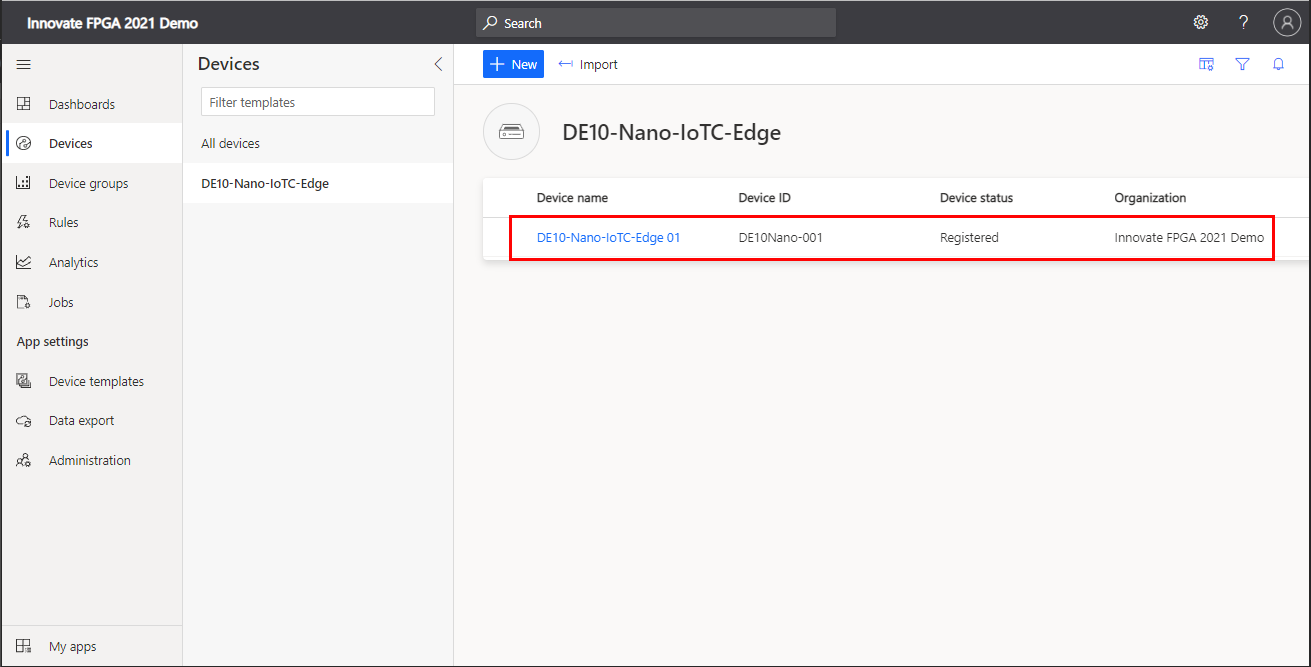 Innovate FPGA 2021 Demo
Search
?
Dashboards
Devices
Device groups
Rules
Analytics
Jobs
App settings
Device templates
Data export
Administration
My apps
Devices
Filter templates
All devices
DE10-Nano-IoTC-Edge
New Import
DE10-Nano-IoTC-Edge
Device name Device ID Device status Organization
DE10-Nano-IoTC-Edge 01 DE10Nano-001 Registered Innovate FPGA 2021 Demo